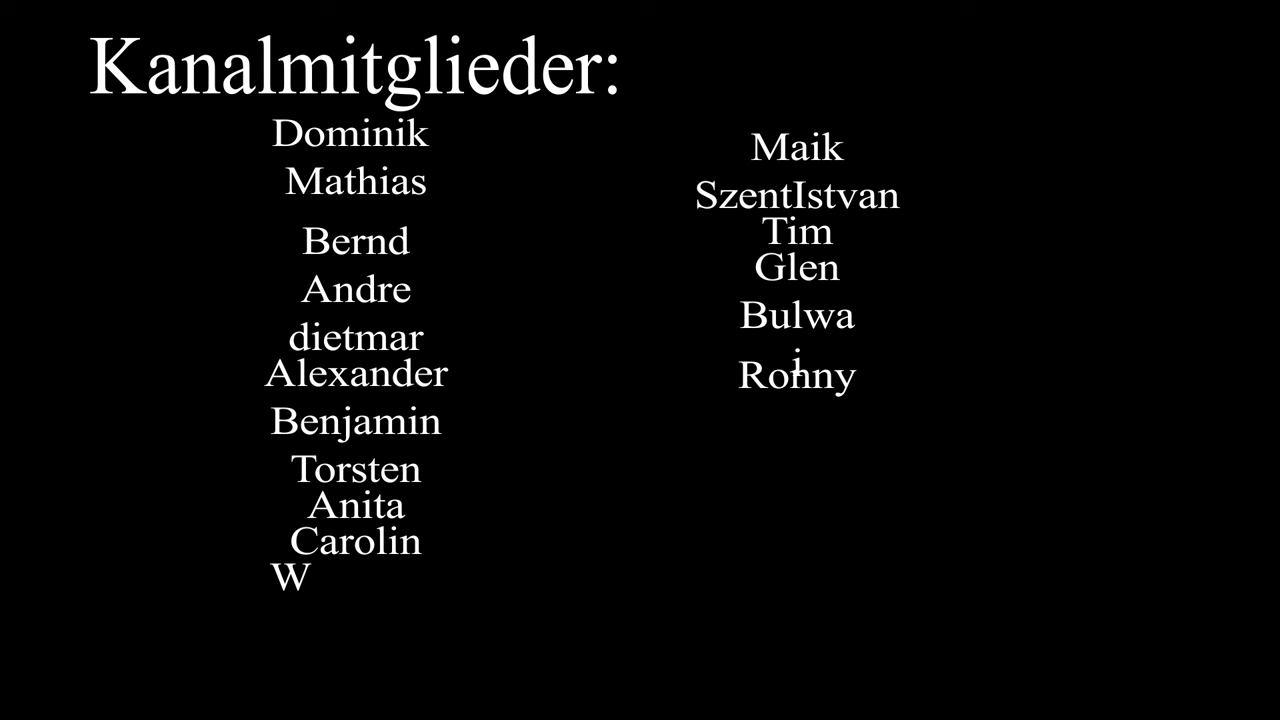 Kanalmitglieder:
Dominik
Mathias
Bernd
Andre
dietmar
Alexander
Benjamin
Torsten
Anita
Carolin
W
Maik
SzentIstvan
Tim
Glen
Bulwa
i
Ronny